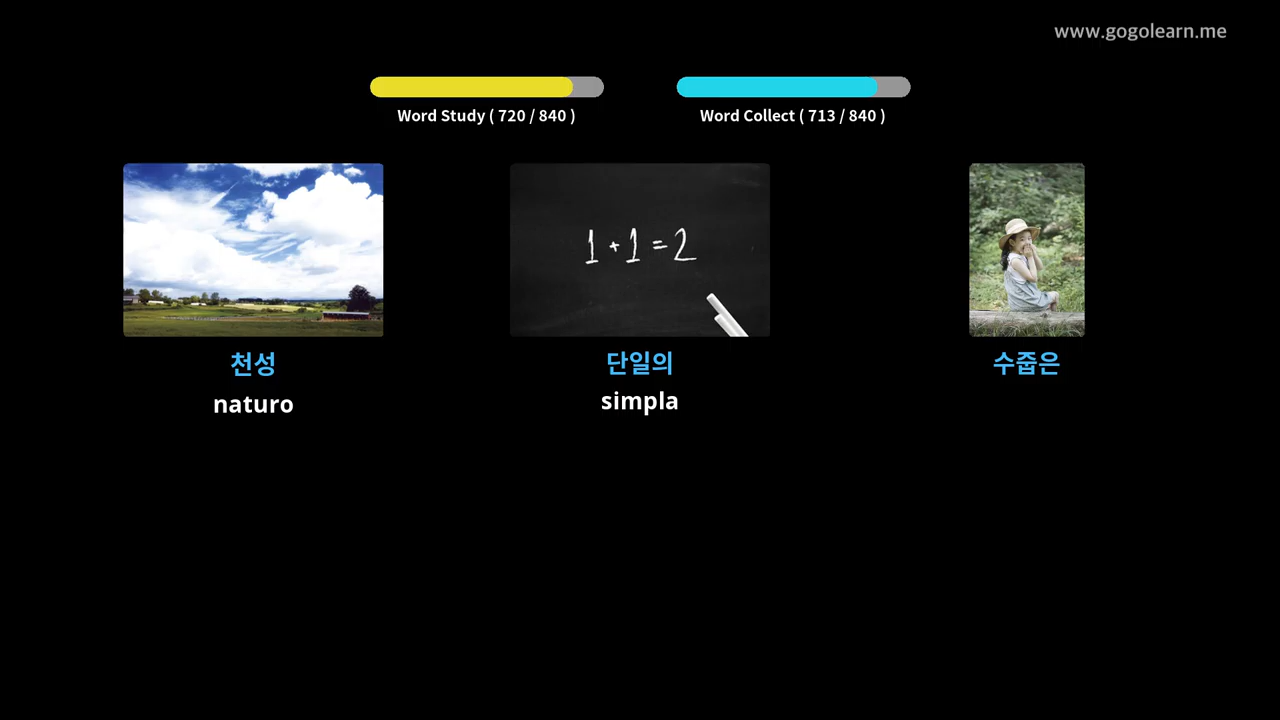 www.gogolearn.me
Word Study ( 720 / 840 )
Word Collect ( 713 / 840 )
1 + 1 = 2
천성
단일의
수줍은
naturo
simpla